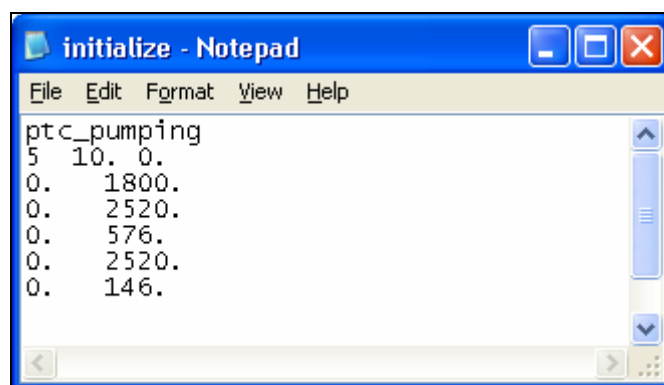 initialize - Notepad
File Edit Format View Help
ptc_pumping
5  10. 0.
0.   1800.
0.   2520.
0.   576.
0.   2520.
0.   146.